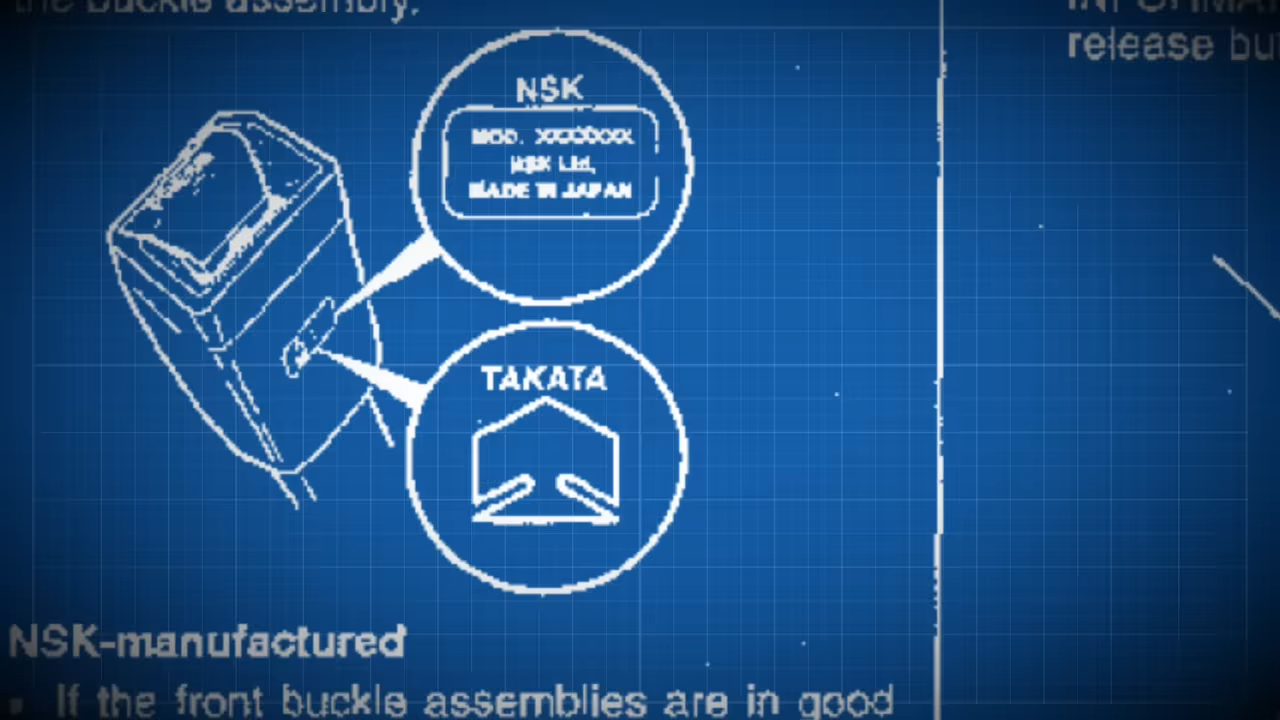 the buckle assembly.
release
NSK
MOD. XXXXXXX
NSK Ltd,
MADE IN JAPAN
TAKATA
NSK-manufactured
▪ If the front buckle assemblies are in good